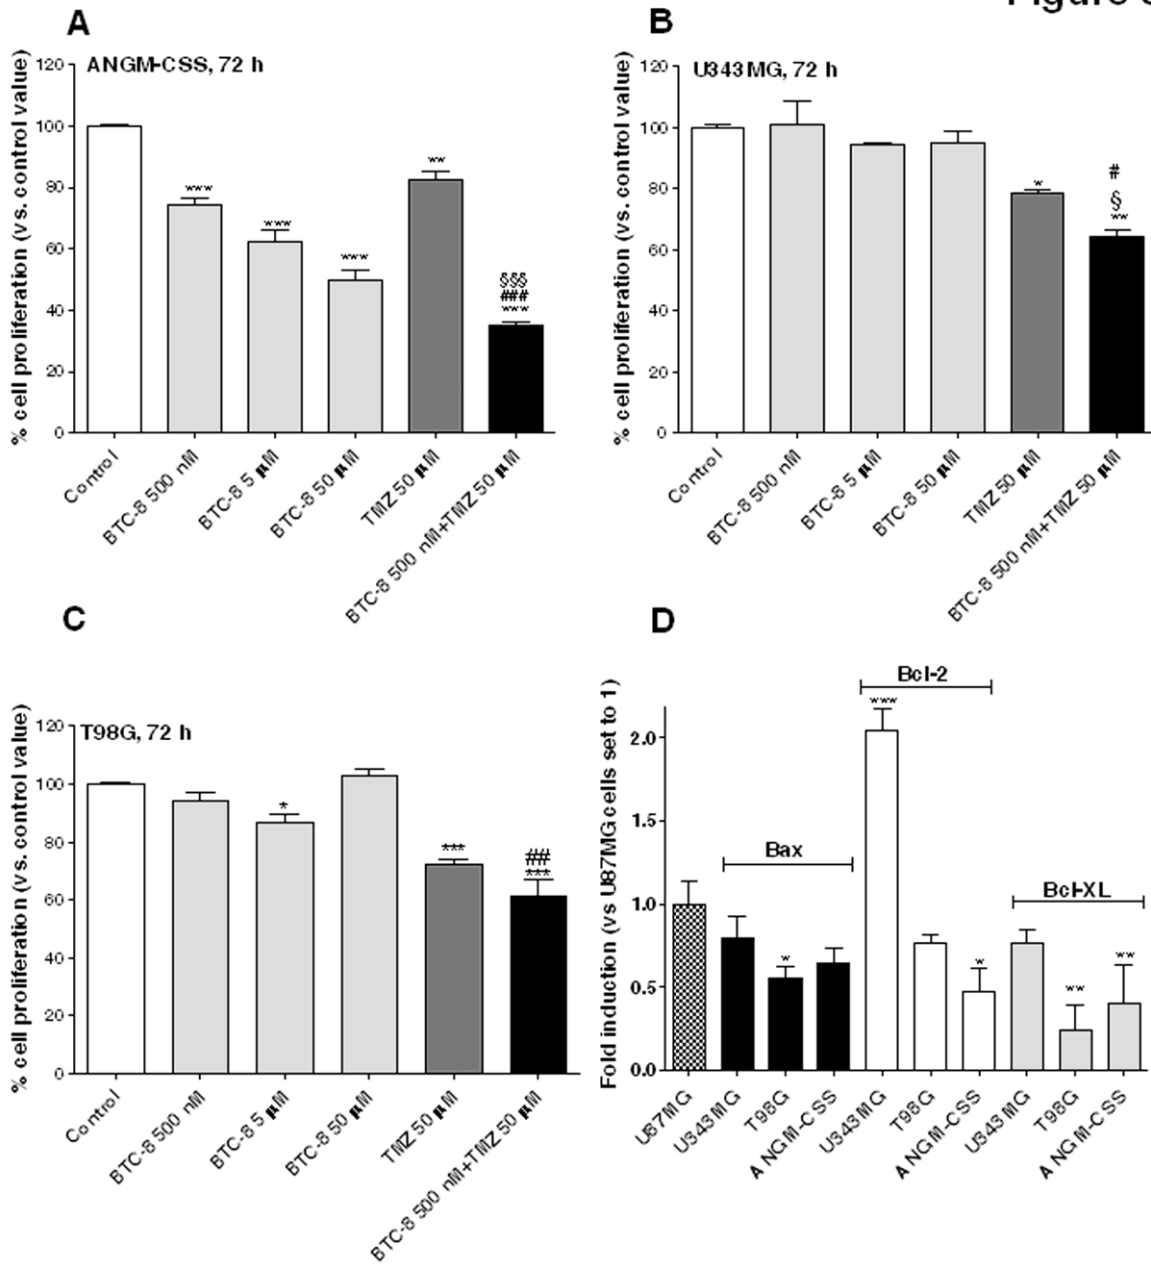 Figure
A
B
ANGM-CSS, 72 h
% cell proliferation (vs. control value)
120
100
80
60
40
20
0
***
***
***
**
§§§
###
***
Control
BTC-8 500 nM
BTC-8 5 µM
BTC-8 50 µM
TMZ 50 µM
BTC-8 500 nM+TMZ 50 µM
U343MG, 72 h
% cell proliferation (vs. control value)
120
100
80
60
40
20
0
*
#
§
**
Control
BTC-8 500 nM
BTC-8 5 µM
BTC-8 50 µM
TMZ 50 µM
BTC-8 500 nM+TMZ 50 µM
C
D
T98G, 72 h
% cell proliferation (vs. control value)
120
100
80
60
40
20
0
*
***
##
***
Control
BTC-8 500 nM
BTC-8 5 µM
BTC-8 50 µM
TMZ 50 µM
BTC-8 500 nM+TMZ 50 µM
Fold induction (vs U87MG cells set to 1)
2.0
1.5
1.0
0.5
0.0
Bax
Bcl-2
Bcl-XL
*
***
*
**
**
U87MG
U343MG
T98G
ANGM-CSS
U343MG
T98G
ANGM-CSS
U343MG
T98G
ANGM-CSS